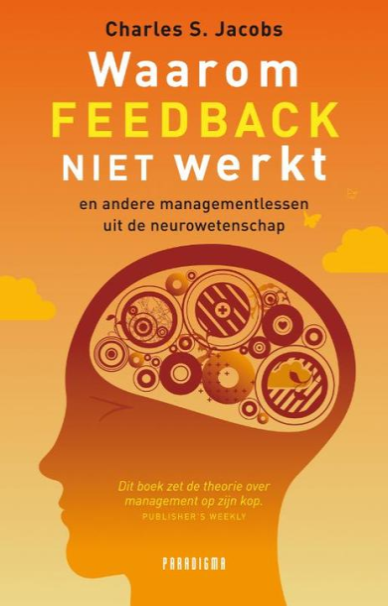 Charles S. Jacobs
Waarom
FEEDBACK
NIET werkt
en andere managementlessen
uit de neurowetenschap
Dit boek zet de theorie over
management op zijn kop.
PUBLISHER'S WEEKLY
PARADIGMA